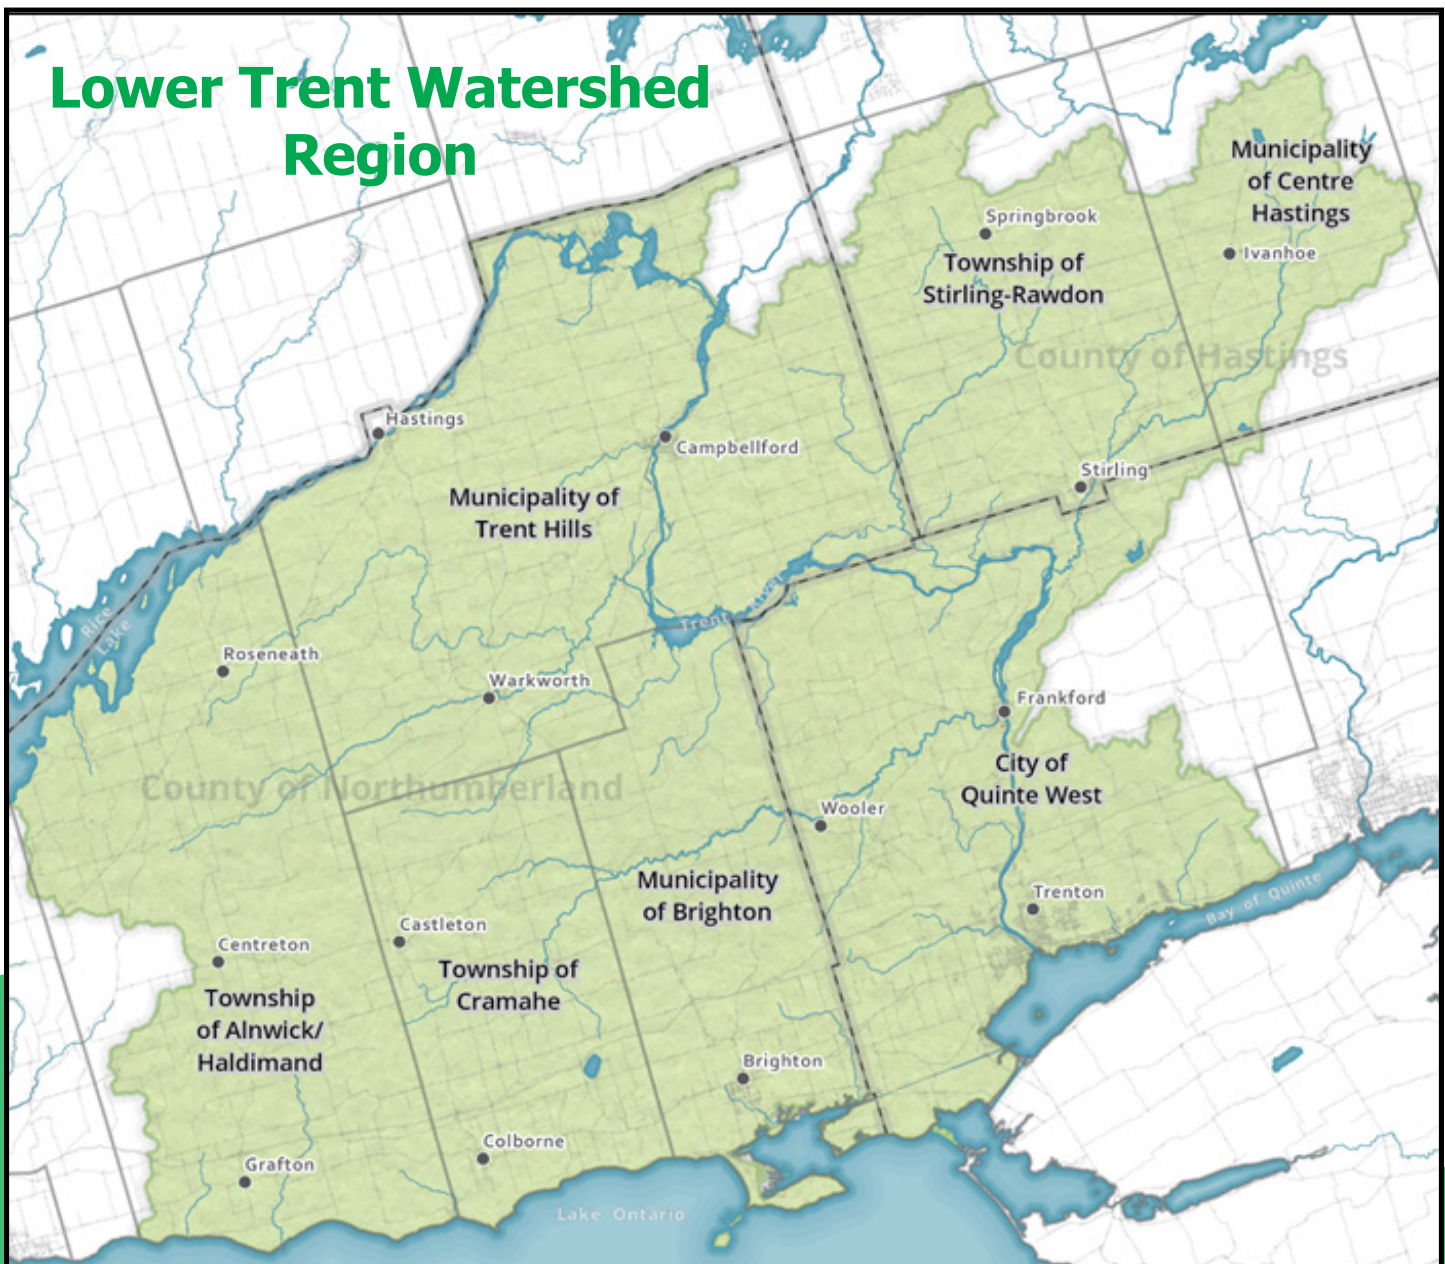 Lower Trent Watershed
Region
Municipality
of Centre
Hastings
Springbrook
Ivanhoe
Township of
Stirling-Rawdon
County of Hastings
Hastings
Campbellford
Stirling
Municipality of
Trent Hills
Trent River
Rice
Lake
Roseneath
Warkworth
Frankford
County of Northumberland
City of
Quinte West
Wooler
Municipality
of Brighton
Trenton
Bay of Quinte
Castleton
Centreton
Township of
Cramahe
Township
of Alnwick/
Haldimand
Brighton
Colborne
Grafton
Lake Ontario